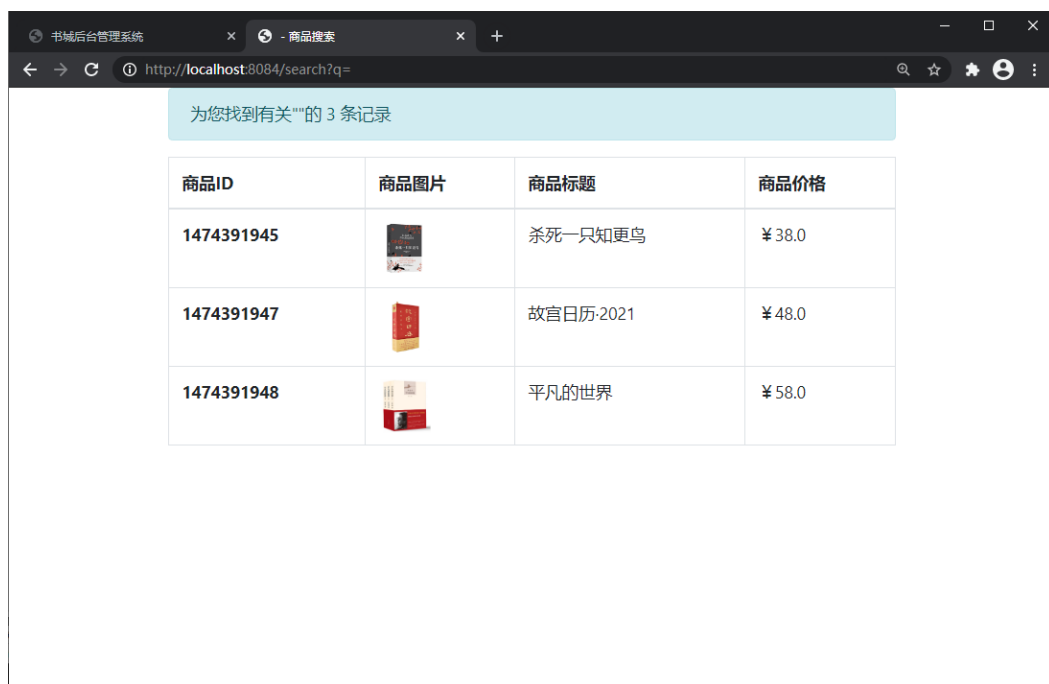 书城后台管理系统
- 商品搜索
http://localhost:8084/search?q=
为您找到有关""的 3 条记录
商品ID 商品图片 商品标题 商品价格
1474391945 杀死一只知更鸟 ￥38.0
1474391947 故宫日历·2021 ￥48.0
1474391948 平凡的世界 ￥58.0